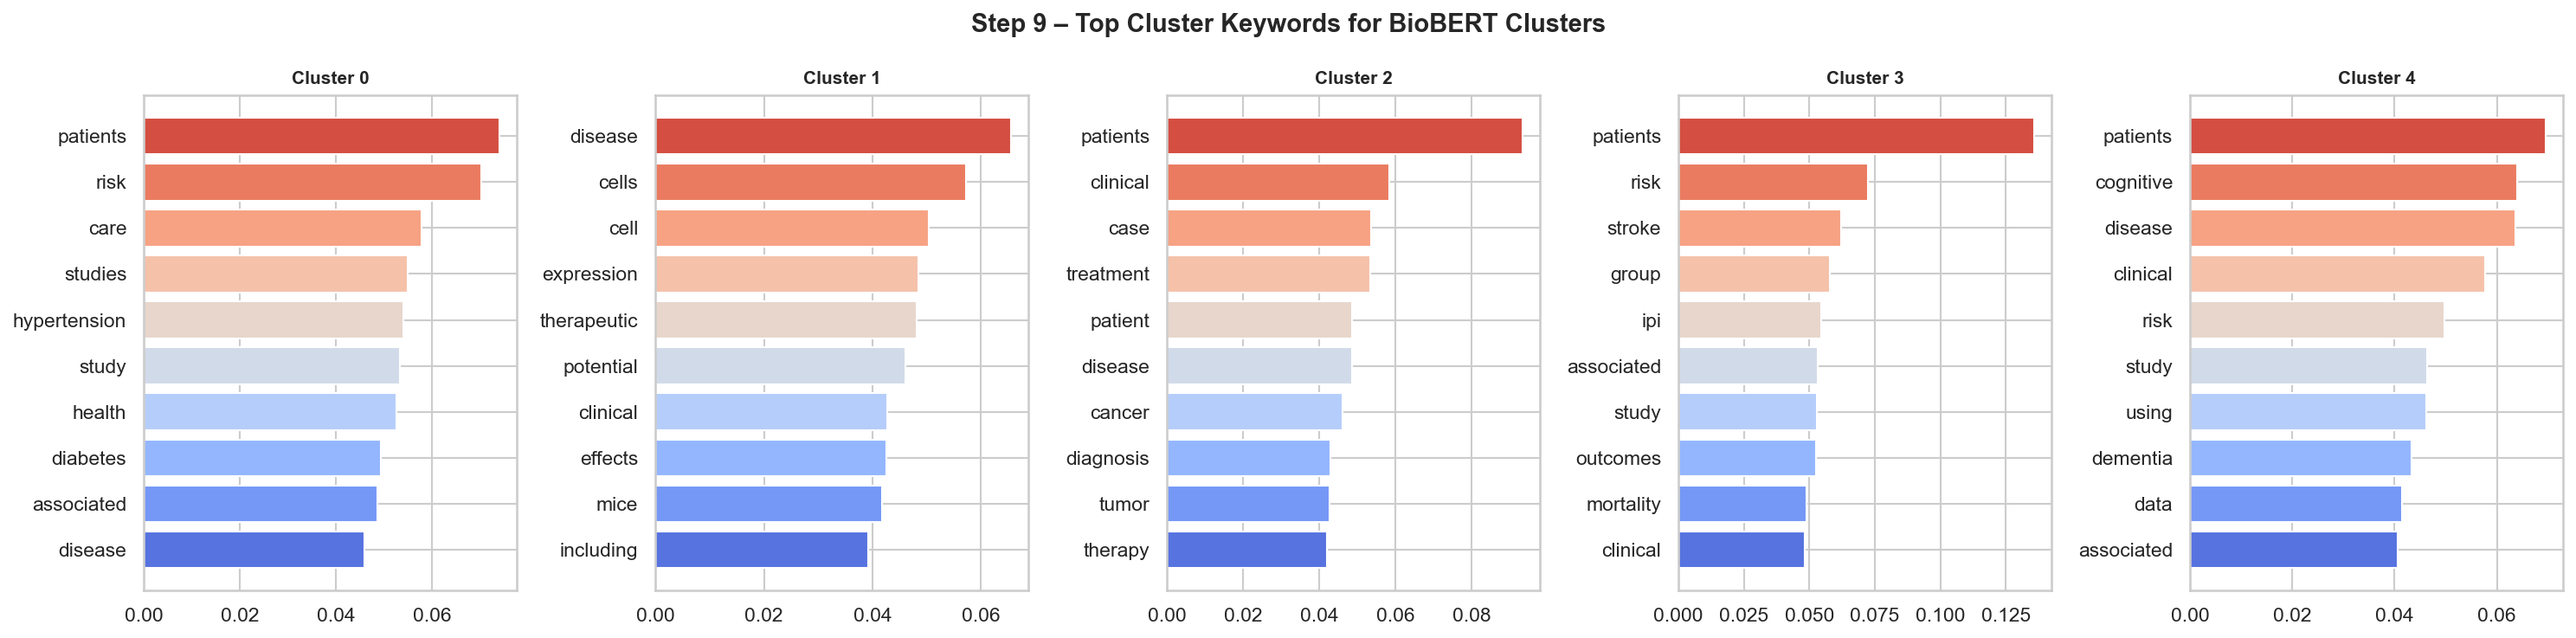 Step 9 – Top Cluster Keywords for BioBERT Clusters
Cluster 0
patients
risk
care
studies
hypertension
study
health
diabetes
associated
disease
0.00 0.02 0.04 0.06
Cluster 1
disease
cells
cell
expression
therapeutic
potential
clinical
effects
mice
including
0.00 0.02 0.04 0.06
Cluster 2
patients
clinical
case
treatment
patient
disease
cancer
diagnosis
tumor
therapy
0.00 0.02 0.04 0.06 0.08
Cluster 3
patients
risk
stroke
group
ipi
associated
study
outcomes
mortality
clinical
0.000 0.025 0.050 0.075 0.100 0.125
Cluster 4
patients
cognitive
disease
clinical
risk
study
using
dementia
data
associated
0.00 0.02 0.04 0.06